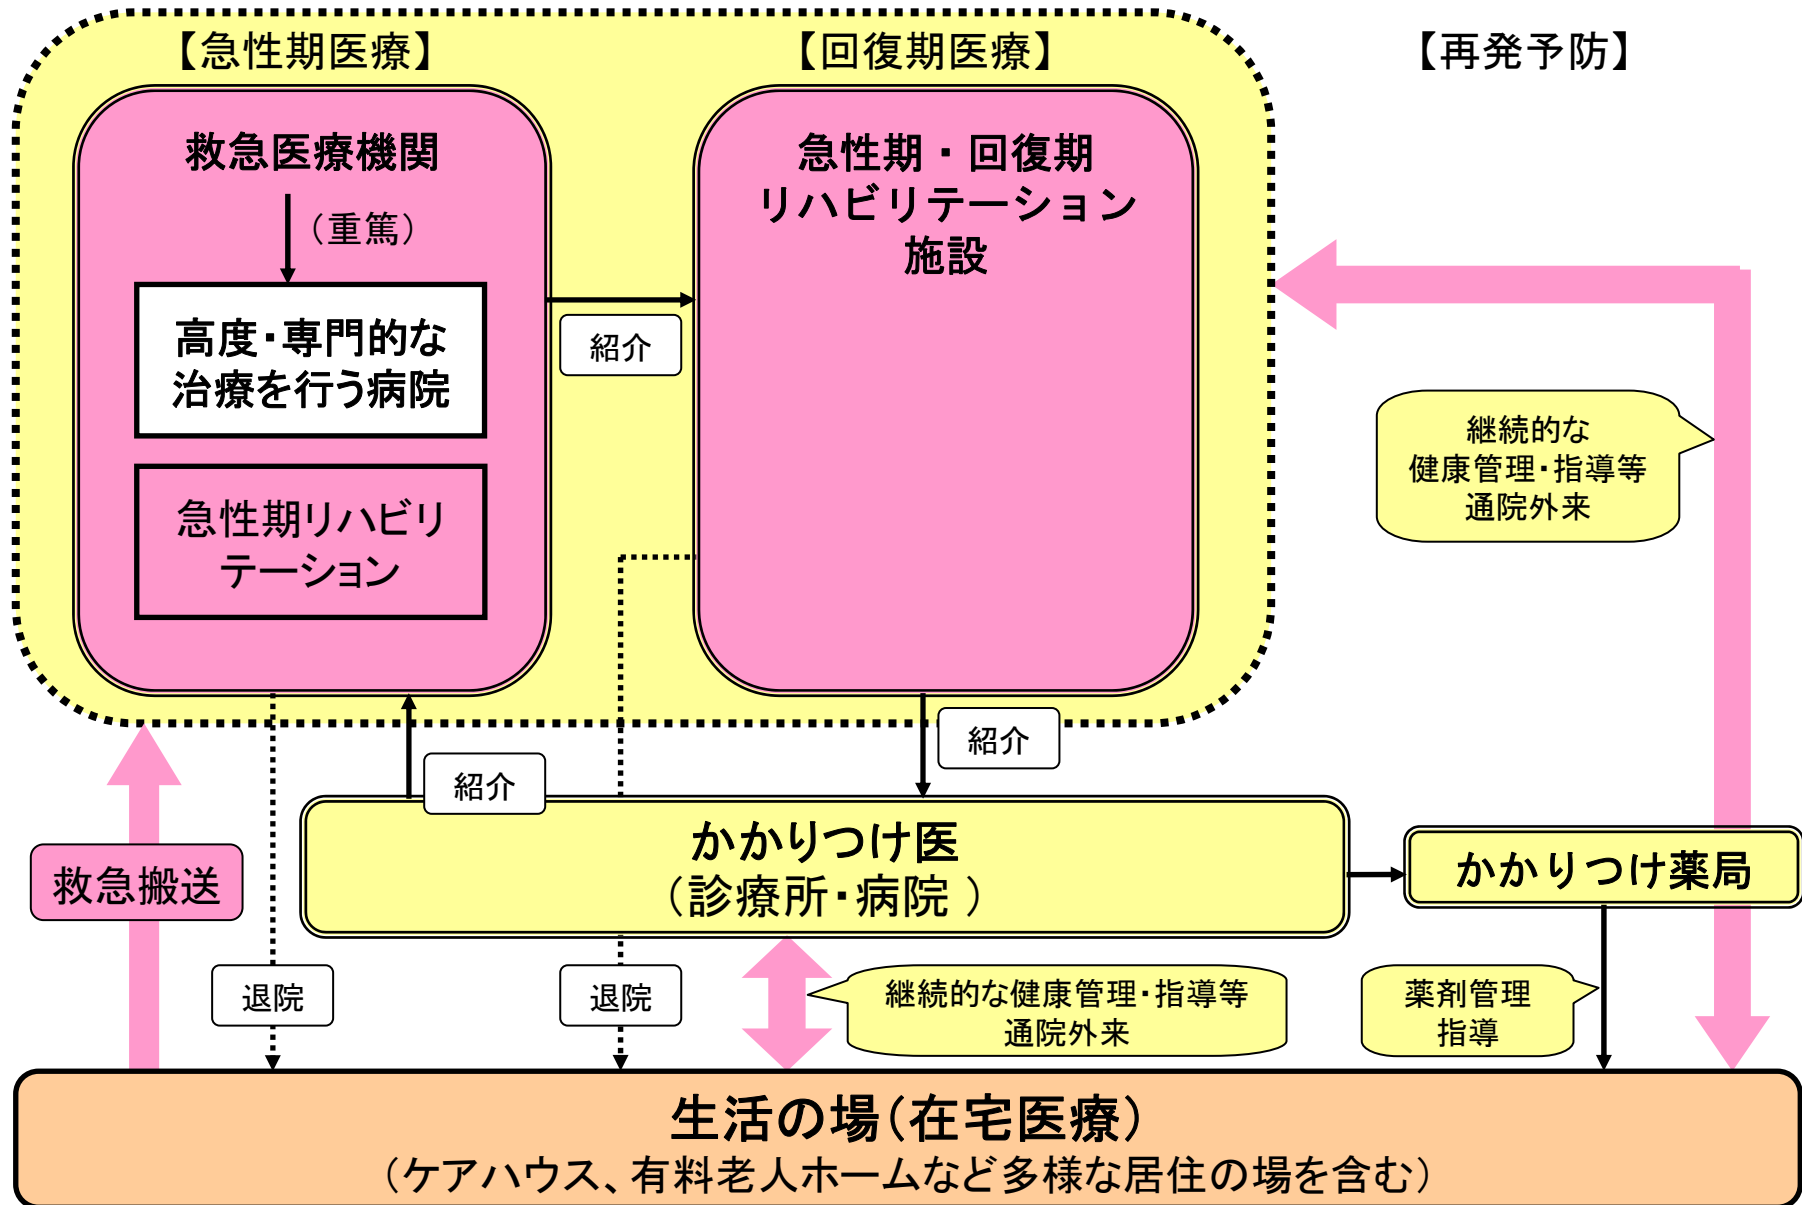 【急性期医療】
【回復期医療】
【再発予防】
救急医療機関
（重篤）
高度・専門的な
治療を行う病院
急性期リハビリ
テーション
紹介
急性期・回復期
リハビリテーション
施設
継続的な
健康管理・指導等
通院外来
紹介
紹介
かかりつけ医
（診療所・病院 ）
かかりつけ薬局
救急搬送
退院
退院
継続的な健康管理・指導等
通院外来
薬剤管理
指導
生活の場（在宅医療）
（ケアハウス、有料老人ホームなど多様な居住の場を含む）